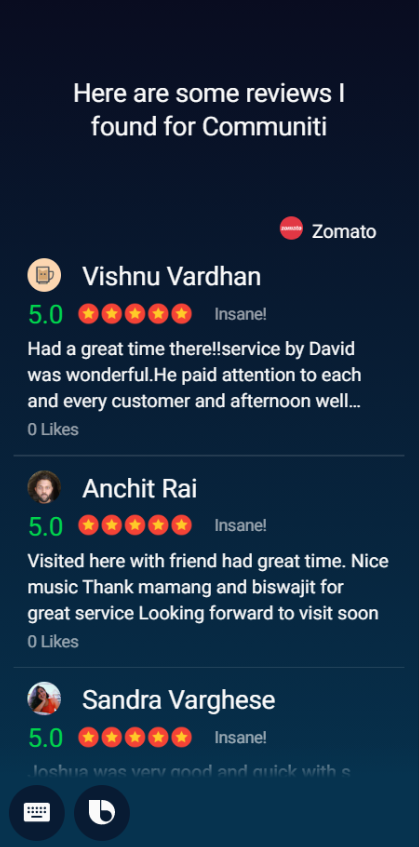 Here are some reviews I
found for Communiti
zomato
Zomato
Vishnu Vardhan
5.0 Insane!
Had a great time there!!service by David
was wonderful.He paid attention to each
and every customer and afternoon well...
0 Likes
Anchit Rai
5.0 Insane!
Visited here with friend had great time. Nice
music Thank mamang and biswajit for
great service Looking forward to visit soon
0 Likes
Sandra Varghese
5.0 Insane!
Joshua was very good and quick with s